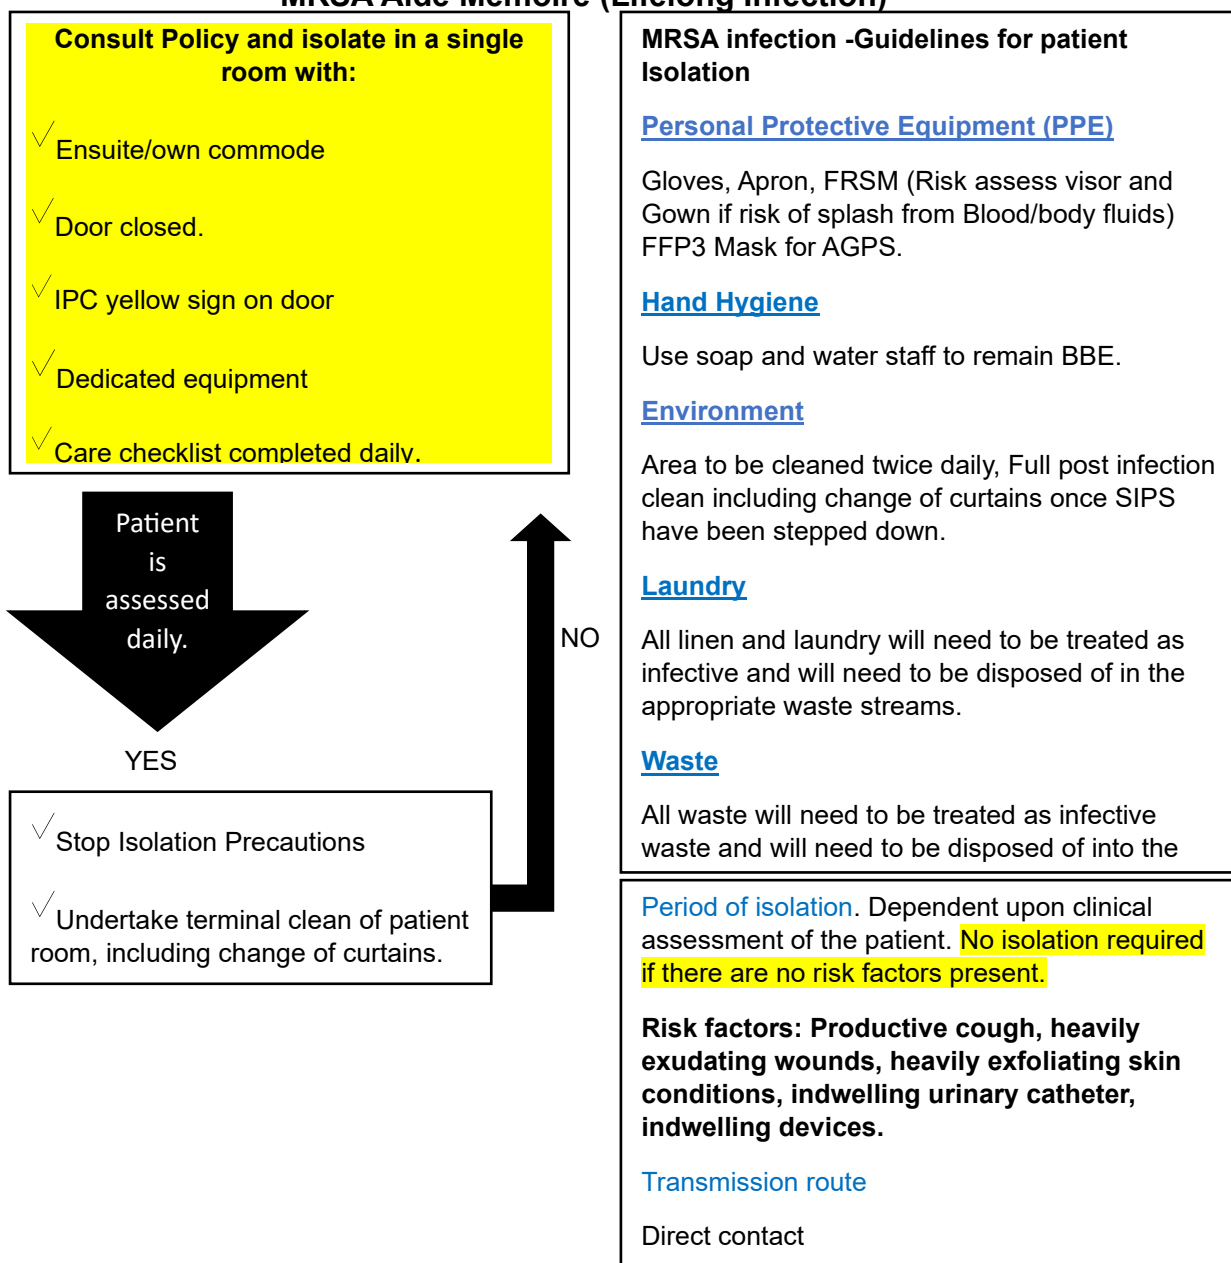 MRSA Aide Memoire (Lifelong Infection)
Consult Policy and isolate in a single
room with:
√Ensuite/own commode
√Door closed.
√IPC yellow sign on door
√Dedicated equipment
√Care checklist completed daily.
Patient
is
assessed
daily.
NO
YES
√Stop Isolation Precautions
√Undertake terminal clean of patient
room, including change of curtains.
MRSA infection -Guidelines for patient
Isolation
Personal Protective Equipment (PPE)
Gloves, Apron, FRSM (Risk assess visor and
Gown if risk of splash from Blood/body fluids)
FFP3 Mask for AGPS.
Hand Hygiene
Use soap and water staff to remain BBE.
Environment
Area to be cleaned twice daily, Full post infection
clean including change of curtains once SIPS
have been stepped down.
Laundry
All linen and laundry will need to be treated as
infective and will need to be disposed of in the
appropriate waste streams.
Waste
All waste will need to be treated as infective
waste and will need to be disposed of into the
Period of isolation. Dependent upon clinical
assessment of the patient. No isolation required
if there are no risk factors present.
Risk factors: Productive cough, heavily
exudating wounds, heavily exfoliating skin
conditions, indwelling urinary catheter,
indwelling devices.
Transmission route
Direct contact